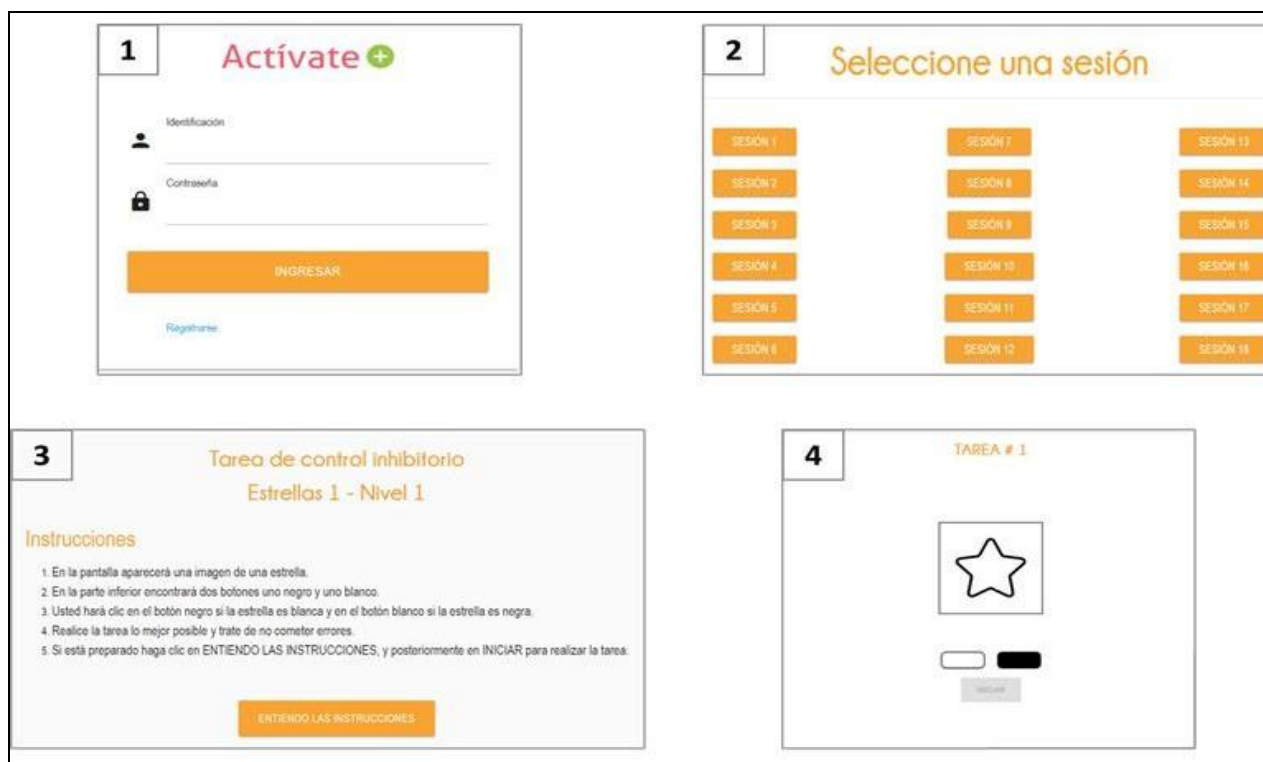 1
Actívate +
Identificación
Contraseña
INGRESAR
Registrarse
2
Seleccione una sesión
SESIÓN 1
SESIÓN 2
SESIÓN 3
SESIÓN 4
SESIÓN 5
SESIÓN 6
SESIÓN 7
SESIÓN 8
SESIÓN 9
SESIÓN 10
SESIÓN 11
SESIÓN 12
SESIÓN 13
SESIÓN 14
SESIÓN 15
SESIÓN 16
SESIÓN 17
SESIÓN 18
3
Tarea de control inhibitorio
Estrellas 1 - Nivel 1
Instrucciones
1. En la pantalla aparecerá una imagen de una estrella.
2. En la parte inferior encontrará dos botones uno negro y uno blanco.
3. Usted hará clic en el botón negro si la estrella es blanca y en el botón blanco si la estrella es negra.
4. Realice la tarea lo mejor posible y trate de no cometer errores.
5. Si está preparado haga clic en ENTIENDO LAS INSTRUCCIONES, y posteriormente en INICIAR para realizar la tarea.
ENTIENDO LAS INSTRUCCIONES
4
TAREA # 1
INICIAR